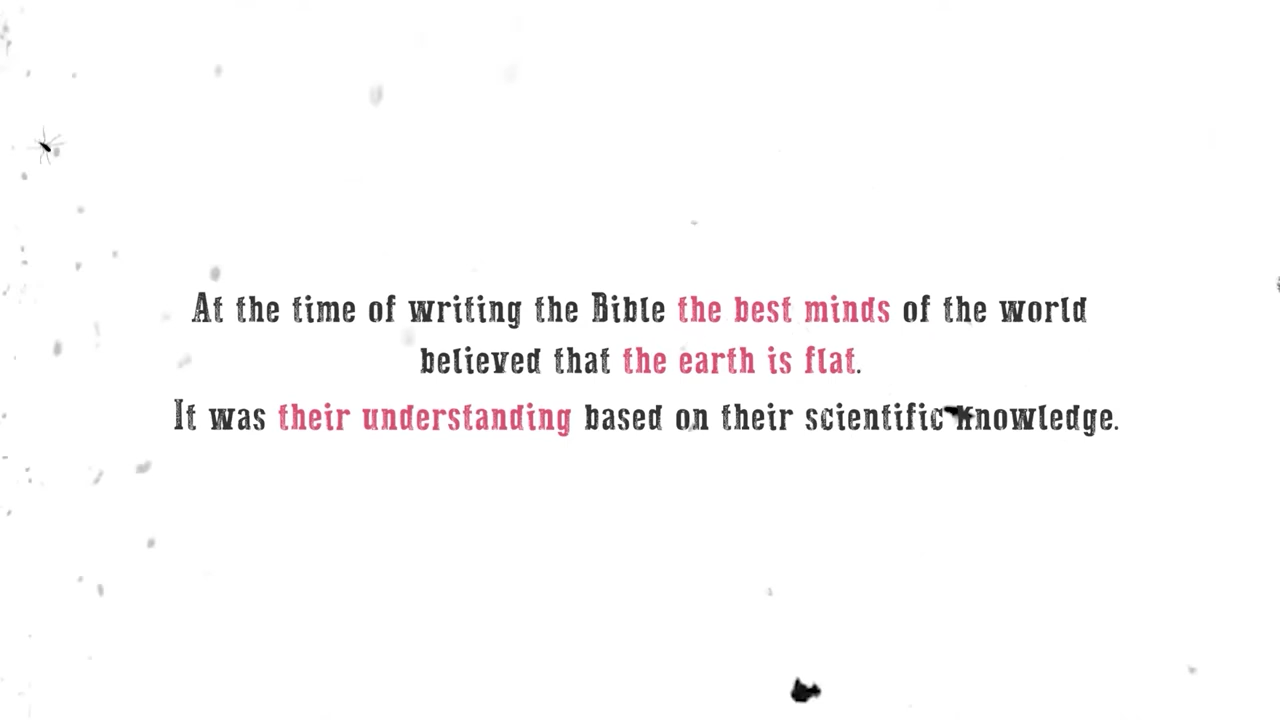 At the time of writing the Bible the best minds of the world
believed that the earth is flat.
It was their understanding based on their scientific knowledge.